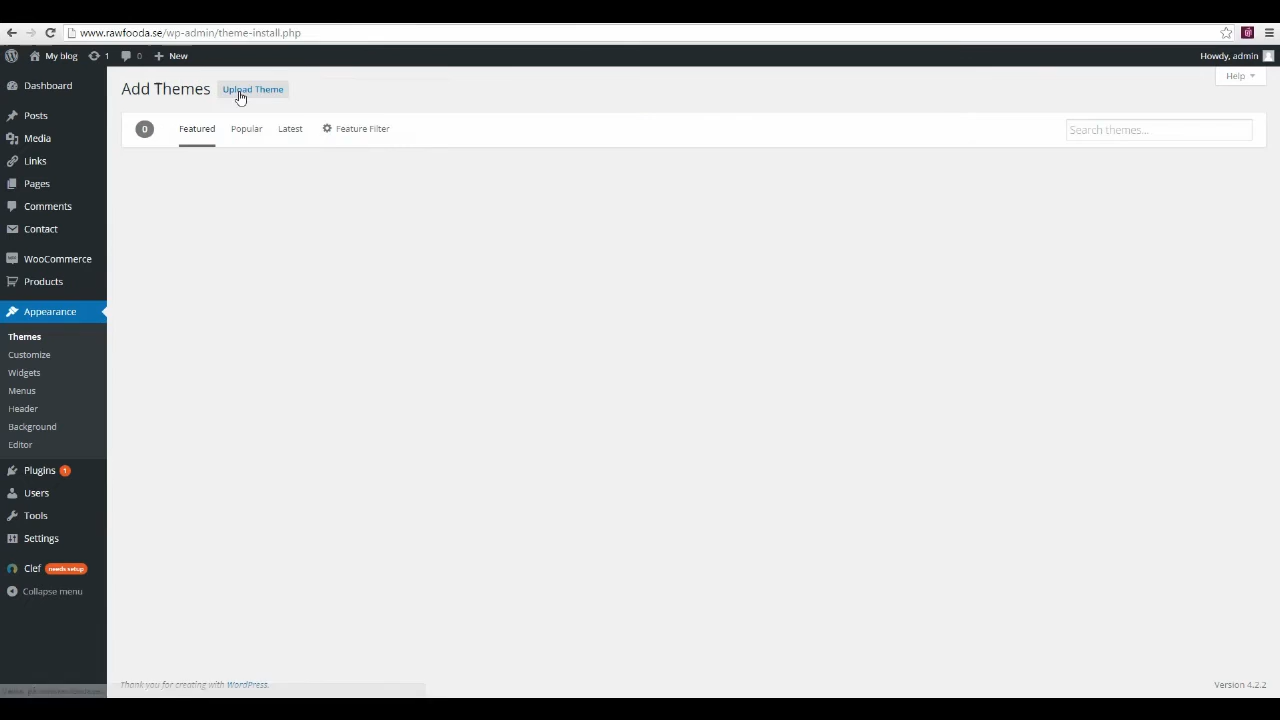 www.rawfooda.se/wp-admin/theme-install.php
My blog 1 0 New Howdy, admin
Help
Add Themes Upload Theme
0 Featured Popular Latest Feature Filter Search themes...
Dashboard
Posts
Media
Links
Pages
Comments
Contact
WooCommerce
Products
Appearance
Themes
Customize
Widgets
Menus
Header
Background
Editor
Plugins 1
Users
Tools
Settings
Clef needs setup
Collapse menu
Thank you for creating with WordPress.
Version 4.2.2